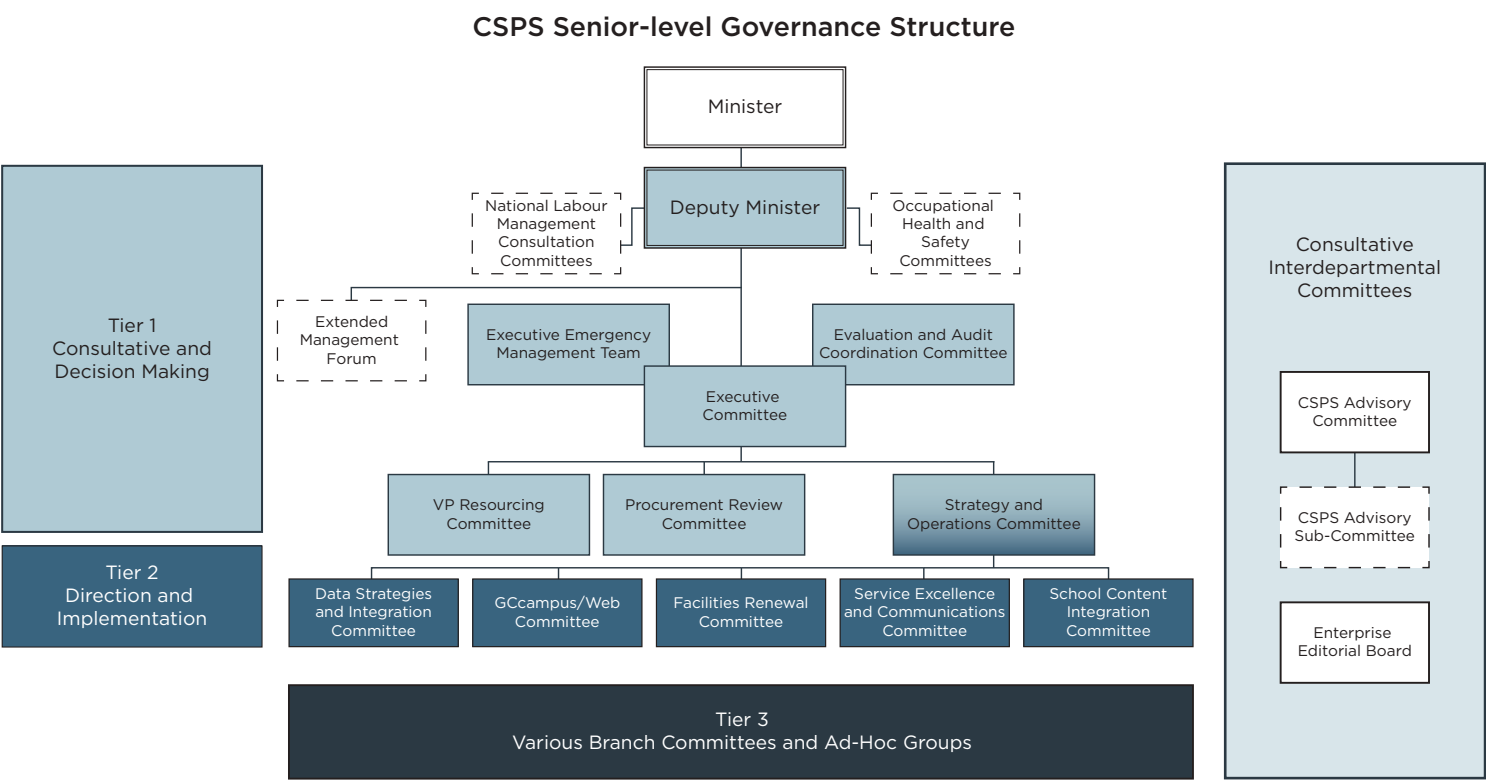 CSPS Senior-level Governance Structure
Minister
Deputy Minister
National Labour
Management
Consultation
Committees
Occupational
Health and
Safety
Committees
Extended
Management
Forum
Executive Emergency
Management Team
Evaluation and Audit
Coordination Committee
Executive
Committee
VP Resourcing
Committee
Procurement Review
Committee
Strategy and
Operations Committee
Data Strategies
and Integration
Committee
GCcampus/Web
Committee
Facilities Renewal
Committee
Service Excellence
and Communications
Committee
School Content
Integration
Committee
Tier 1
Consultative and
Decision Making
Tier 2
Direction and
Implementation
Tier 3
Various Branch Committees and Ad-Hoc Groups
Consultative
Interdepartmental
Committees
CSPS Advisory
Committee
CSPS Advisory
Sub-Committee
Enterprise
Editorial Board